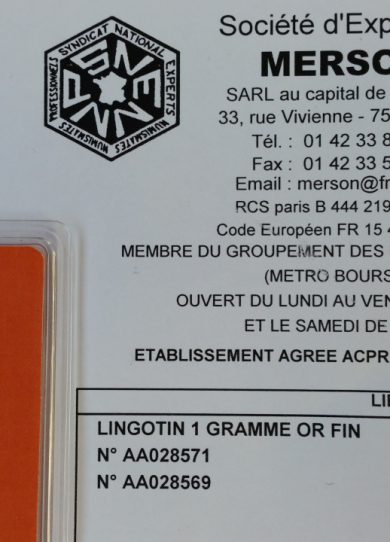 SYNDICAT NATIONAL
EXPERTS
NUMISMATES
PROFESSIONNELS
SNENNP
Société d'Exp
MERSO
SARL au capital de
33, rue Vivienne - 75
Tél. : 01 42 33 8
Fax : 01 42 33 5
Email : merson@fr
RCS paris B 444 219
Code Européen FR 15 4
MEMBRE DU GROUPEMENT DES
(METRO BOURS
OUVERT DU LUNDI AU VEN
ET LE SAMEDI DE
ETABLISSEMENT AGREE ACPR
LI
LINGOTIN 1 GRAMME OR FIN
N° AA028571
N° AA028569